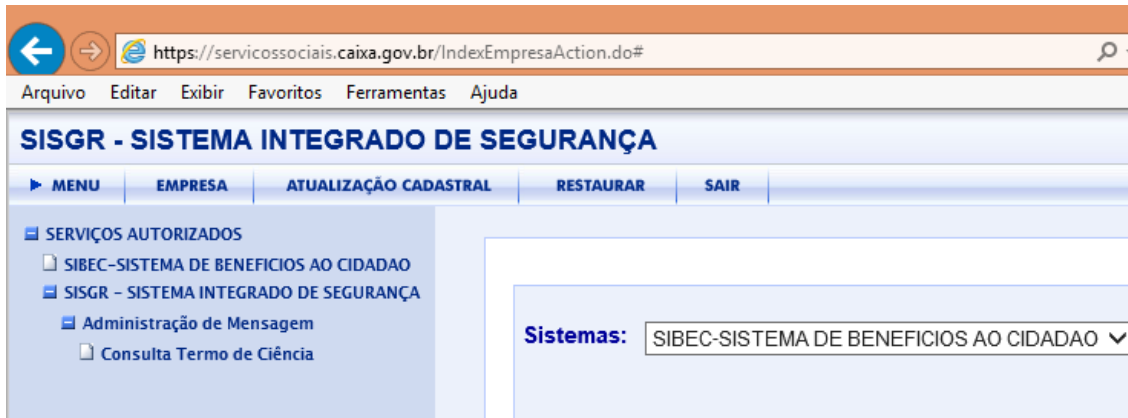 https://servicossociais.caixa.gov.br/IndexEmpresaAction.do#
Arquivo Editar Exibir Favoritos Ferramentas Ajuda
SISGR - SISTEMA INTEGRADO DE SEGURANÇA
MENU EMPRESA ATUALIZAÇÃO CADASTRAL RESTAURAR SAIR
SERVIÇOS AUTORIZADOS
SIBEC-SISTEMA DE BENEFICIOS AO CIDADAO
SISGR - SISTEMA INTEGRADO DE SEGURANÇA
Administração de Mensagem
Consulta Termo de Ciência
Sistemas: SIBEC-SISTEMA DE BENEFICIOS AO CIDADAO